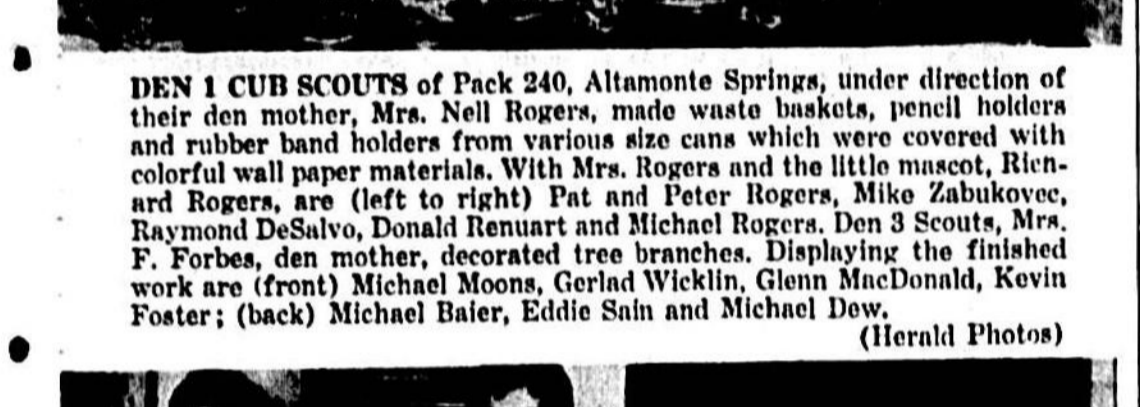 DEN 1 CUB SCOUTS of Pack 240, Altamonte Springs, under direction of
their den mother, Mrs. Nell Rogers, made waste baskets, pencil holders
and rubber band holders from various size cans which were covered with
colorful wall paper materials. With Mrs. Rogers and the little mascot, Rich-
ard Rogers, are (left to right) Pat and Peter Rogers, Mike Zabukovec,
Raymond DeSalvo, Donald Renuart and Michael Rogers. Den 3 Scouts, Mrs.
F. Forbes, den mother, decorated tree branches. Displaying the finished
work are (front) Michael Moons, Gerlad Wicklin, Glenn MacDonald, Kevin
Foster; (back) Michael Baier, Eddie Sain and Michael Dew.
(Herald Photos)